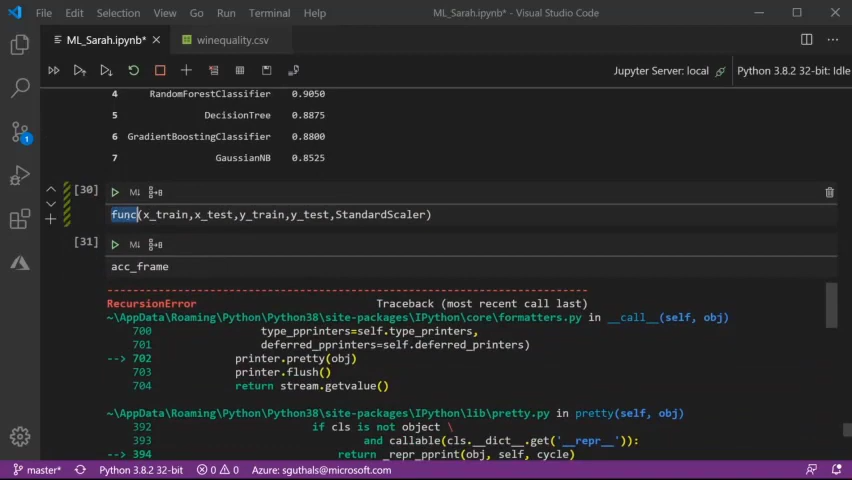 File Edit Selection View Go Run Terminal Help ML_Sarah.ipynb* - Visual Studio Code
ML_Sarah.ipynb* winequality.csv
Jupyter Server: local Python 3.8.2 32-bit: Idle
4 RandomForestClassifier 0.9050
5 DecisionTree 0.8875
6 GradientBoostingClassifier 0.8800
7 GaussianNB 0.8525
[30] M↓
func(x_train,x_test,y_train,y_test,StandardScaler)
[31] M↓
acc_frame
---------------------------------------------------------------------------
RecursionError Traceback (most recent call last)
~\AppData\Roaming\Python\Python38\site-packages\IPython\core\formatters.py in __call__(self, obj)
700 type_pprinters=self.type_printers,
701 deferred_pprinters=self.deferred_printers)
--> 702 printer.pretty(obj)
703 printer.flush()
704 return stream.getvalue()
~\AppData\Roaming\Python\Python38\site-packages\IPython\lib\pretty.py in pretty(self, obj)
392 if cls is not object \
393 and callable(cls.__dict__.get('__repr__')):
--> 394 return _repr_pprint(obj, self, cycle)
1
master* Python 3.8.2 32-bit 0 0 Azure: sguthals@microsoft.com